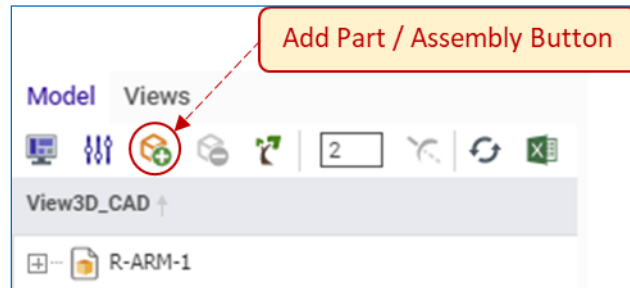 Add Part / Assembly Button
Model Views
2
View3D_CAD
R-ARM-1